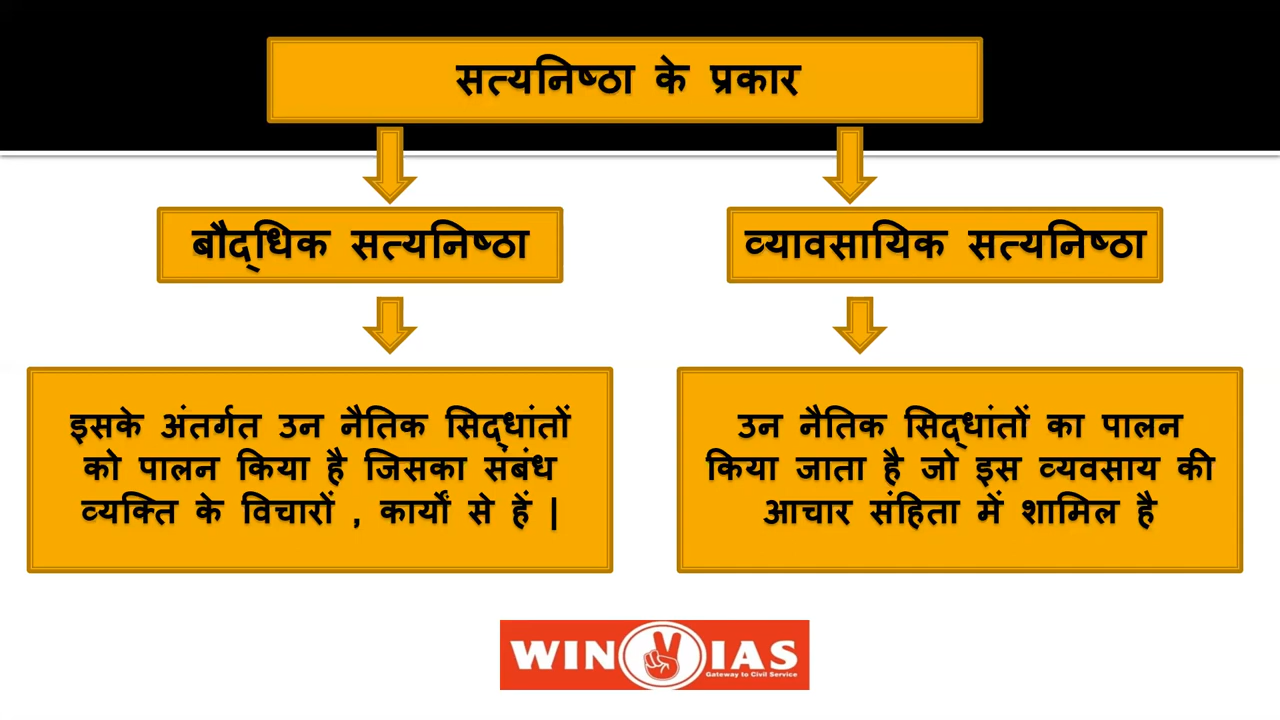 सत्यनिष्ठा के प्रकार
बौद्धिक सत्यनिष्ठा
व्यावसायिक सत्यनिष्ठा
इसके अंतर्गत उन नैतिक सिद्धांतों
को पालन किया है जिसका संबंध
व्यक्ति के विचारों , कार्यों से हें |
उन नैतिक सिद्धांतों का पालन
किया जाता है जो इस व्यवसाय की
आचार संहिता में शामिल है
WIN IAS
Gateway to Civil Service